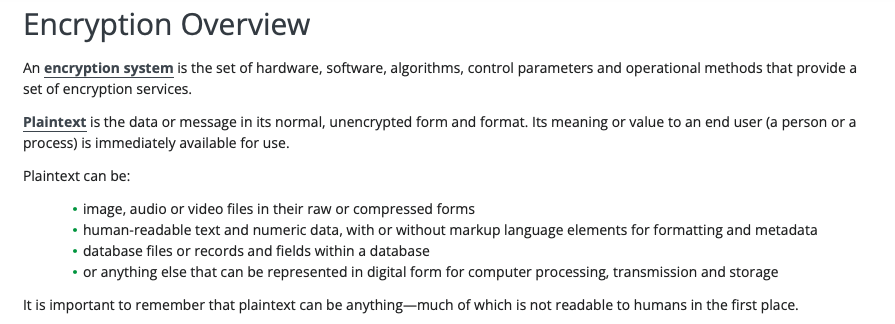 Encryption Overview
An encryption system is the set of hardware, software, algorithms, control parameters and operational methods that provide a
set of encryption services.
Plaintext is the data or message in its normal, unencrypted form and format. Its meaning or value to an end user (a person or a
process) is immediately available for use.
Plaintext can be:
• image, audio or video files in their raw or compressed forms
• human-readable text and numeric data, with or without markup language elements for formatting and metadata
• database files or records and fields within a database
• or anything else that can be represented in digital form for computer processing, transmission and storage
It is important to remember that plaintext can be anything—much of which is not readable to humans in the first place.